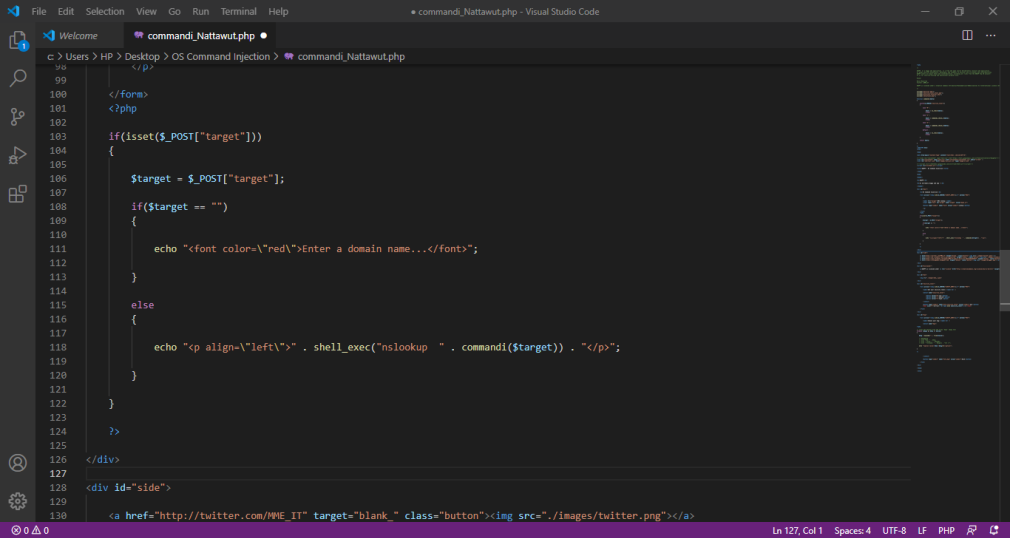 File Edit Selection View Go Run Terminal Help
● commandi_Nattawut.php - Visual Studio Code
Welcome
commandi_Nattawut.php ●
c: > Users > HP > Desktop > OS Command Injection > commandi_Nattawut.php
1
98 </p>
99
100 </form>
101 <?php
102
103 if(isset($_POST["target"]))
104 {
105
106 $target = $_POST["target"];
107
108 if($target == "")
109 {
110
111 echo "<font color=\"red\">Enter a domain name...</font>";
112
113 }
114
115 else
116 {
117
118 echo "<p align=\"left\">" . shell_exec("nslookup  " . commandi($target)) . "</p>";
119
120 }
121
122 }
123
124 ?>
125
126 </div>
127
128 <div id="side">
129
130 <a href="http://twitter.com/MME_IT" target="blank_" class="button"><img src="./images/twitter.png"></a>
0 0
Ln 127, Col 1 Spaces: 4 UTF-8 LF PHP